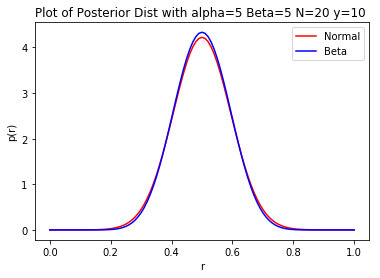 Plot of Posterior Dist with alpha=5 Beta=5 N=20 y=10
Normal
Beta
4
3
2
1
0
p(r)
0.0 0.2 0.4 0.6 0.8 1.0
r